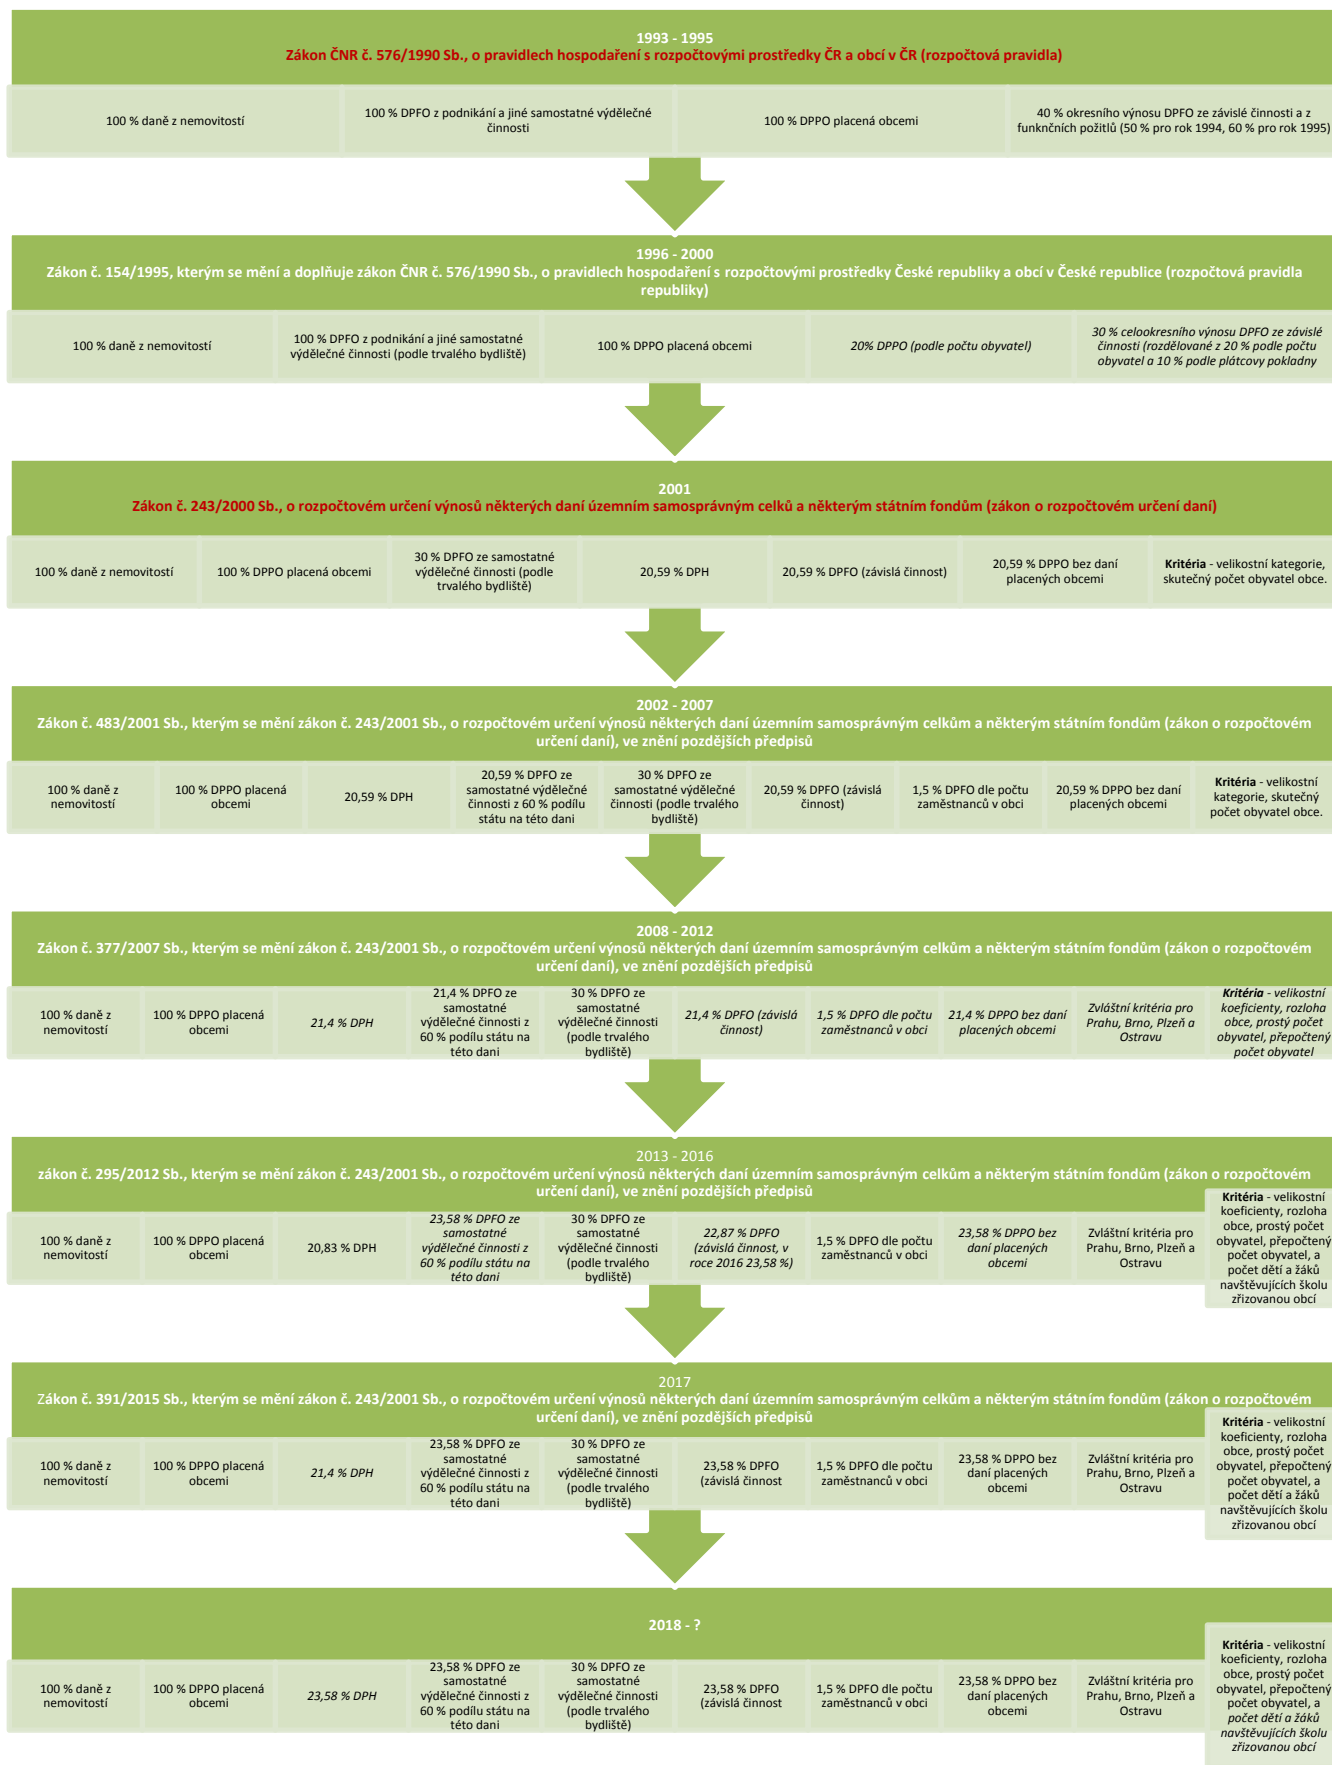 1993 - 1995
Zákon ČNR č. 576/1990 Sb., o pravidlech hospodaření s rozpočtovými prostředky ČR a obcí v ČR (rozpočtová pravidla)
100 % daně z nemovitostí
100 % DPFO z podnikání a jiné samostatné výdělečné
činnosti
100 % DPPO placená obcemi
40 % okresního výnosu DPFO ze závislé činnosti a z
funknčních požitlů (50 % pro rok 1994, 60 % pro rok 1995)
1996 - 2000
Zákon č. 154/1995, kterým se mění a doplňuje zákon ČNR č. 576/1990 Sb., o pravidlech hospodaření s rozpočtovými prostředky České republiky a obcí v České republice (rozpočtová pravidla
republiky)
100 % daně z nemovitostí
100 % DPFO z podnikání a jiné samostatné
výdělečné činnosti (podle trvalého bydliště)
100 % DPPO placená obcemi
20% DPPO (podle počtu obyvatel)
30 % celookresního výnosu DPFO ze závislé
činnosti (rozdělované z 20 % podle počtu
obyvatel a 10 % podle plátcovy pokladny
2001
Zákon č. 243/2000 Sb., o rozpočtovém určení výnosů některých daní územním samosprávným celků a některým státním fondům (zákon o rozpočtovém určení daní)
100 % daně z nemovitostí
100 % DPPO placená obcemi
30 % DPFO ze samostatné
výdělečné činnosti (podle
trvalého bydliště)
20,59 % DPH
20,59 % DPFO (závislá činnost)
20,59 % DPPO bez daní
placených obcemi
Kritéria - velikostní kategorie,
skutečný počet obyvatel obce.
2002 - 2007
Zákon č. 483/2001 Sb., kterým se mění zákon č. 243/2001 Sb., o rozpočtovém určení výnosů některých daní územním samosprávným celkům a některým státním fondům (zákon o rozpočtovém
určení daní), ve znění pozdějších předpisů
100 % daně z
nemovitostí
100 % DPPO placená
obcemi
20,59 % DPH
20,59 % DPFO ze
samostatné výdělečné
činnosti z 60 % podílu
státu na této dani
30 % DPFO ze
samostatné výdělečné
činnosti (podle trvalého
bydliště)
20,59 % DPFO (závislá
činnost)
1,5 % DPFO dle počtu
zaměstnanců v obci
20,59 % DPPO bez daní
placených obcemi
Kritéria - velikostní
kategorie, skutečný
počet obyvatel obce.
2008 - 2012
Zákon č. 377/2007 Sb., kterým se mění zákon č. 243/2001 Sb., o rozpočtovém určení výnosů některých daní územním samosprávným celkům a některým státním fondům (zákon o rozpočtovém
určení daní), ve znění pozdějších předpisů
100 % daně z
nemovitostí
100 % DPPO placená
obcemi
21,4 % DPH
21,4 % DPFO ze
samostatné
výdělečné činnosti z
60 % podílu státu na
této dani
30 % DPFO ze
samostatné
výdělečné činnosti
(podle trvalého
bydliště)
21,4 % DPFO (závislá
činnost)
1,5 % DPFO dle počtu
zaměstnanců v obci
21,4 % DPPO bez daní
placených obcemi
Zvláštní kritéria pro
Prahu, Brno, Plzeň a
Ostravu
Kritéria - velikostní
koeficienty, rozloha
obce, prostý počet
obyvatel, přepočtený
počet obyvatel
2013 - 2016
zákon č. 295/2012 Sb., kterým se mění zákon č. 243/2001 Sb., o rozpočtovém určení výnosů některých daní územním samosprávným celkům a některým státním fondům (zákon o rozpočtovém
určení daní), ve znění pozdějších předpisů
100 % daně z
nemovitostí
100 % DPPO placená
obcemi
20,83 % DPH
23,58 % DPFO ze
samostatné
výdělečné činnosti z
60 % podílu státu na
této dani
30 % DPFO ze
samostatné
výdělečné činnosti
(podle trvalého
bydliště)
22,87 % DPFO
(závislá činnost, v
roce 2016 23,58 %)
1,5 % DPFO dle počtu
zaměstnanců v obci
23,58 % DPPO bez
daní placených
obcemi
Zvláštní kritéria pro
Prahu, Brno, Plzeň a
Ostravu
Kritéria - velikostní
koeficienty, rozloha
obce, prostý počet
obyvatel, přepočtený
počet obyvatel, a
počet dětí a žáků
navštěvujících školu
zřizovanou obcí
2017
Zákon č. 391/2015 Sb., kterým se mění zákon č. 243/2001 Sb., o rozpočtovém určení výnosů některých daní územním samosprávným celkům a některým státním fondům (zákon o rozpočtovém
určení daní), ve znění pozdějších předpisů
100 % daně z
nemovitostí
100 % DPPO placená
obcemi
21,4 % DPH
23,58 % DPFO ze
samostatné
výdělečné činnosti z
60 % podílu státu na
této dani
30 % DPFO ze
samostatné
výdělečné činnosti
(podle trvalého
bydliště)
23,58 % DPFO
(závislá činnost
1,5 % DPFO dle počtu
zaměstnanců v obci
23,58 % DPPO bez
daní placených
obcemi
Zvláštní kritéria pro
Prahu, Brno, Plzeň a
Ostravu
Kritéria - velikostní
koeficienty, rozloha
obce, prostý počet
obyvatel, přepočtený
počet obyvatel, a
počet dětí a žáků
navštěvujících školu
zřizovanou obcí
2018 - ?
100 % daně z
nemovitostí
100 % DPPO placená
obcemi
23,58 % DPH
23,58 % DPFO ze
samostatné
výdělečné činnosti z
60 % podílu státu na
této dani
30 % DPFO ze
samostatné
výdělečné činnosti
(podle trvalého
bydliště)
23,58 % DPFO
(závislá činnost
1,5 % DPFO dle počtu
zaměstnanců v obci
23,58 % DPPO bez
daní placených
obcemi
Zvláštní kritéria pro
Prahu, Brno, Plzeň a
Ostravu
Kritéria - velikostní
koeficienty, rozloha
obce, prostý počet
obyvatel, přepočtený
počet obyvatel, a
počet dětí a žáků
navštěvujících školu
zřizovanou obcí